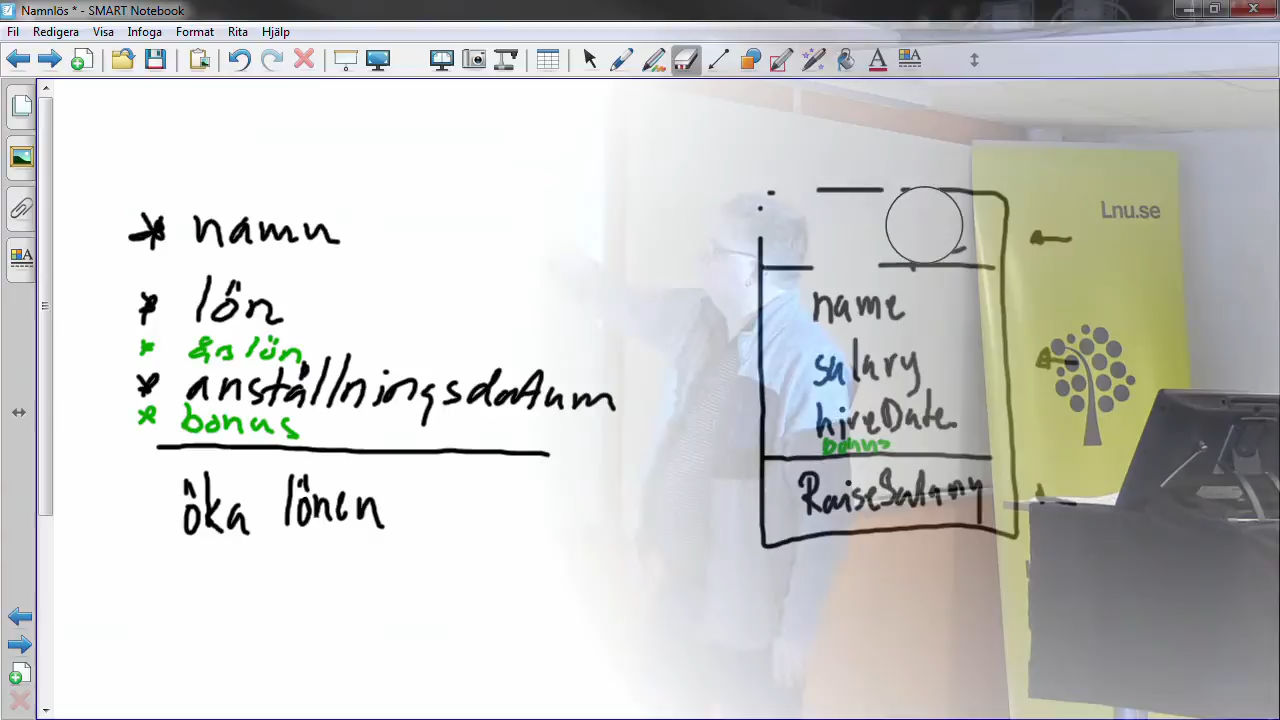 Namnlös * - SMART Notebook
Fil Redigera Visa Infoga Format Rita Hjälp
* namn
* lön
* åslön
* anställningsdatum
* bonus
öka lönen
name
salary
hireDate
bonus
RaiseSalary
Lnu.se